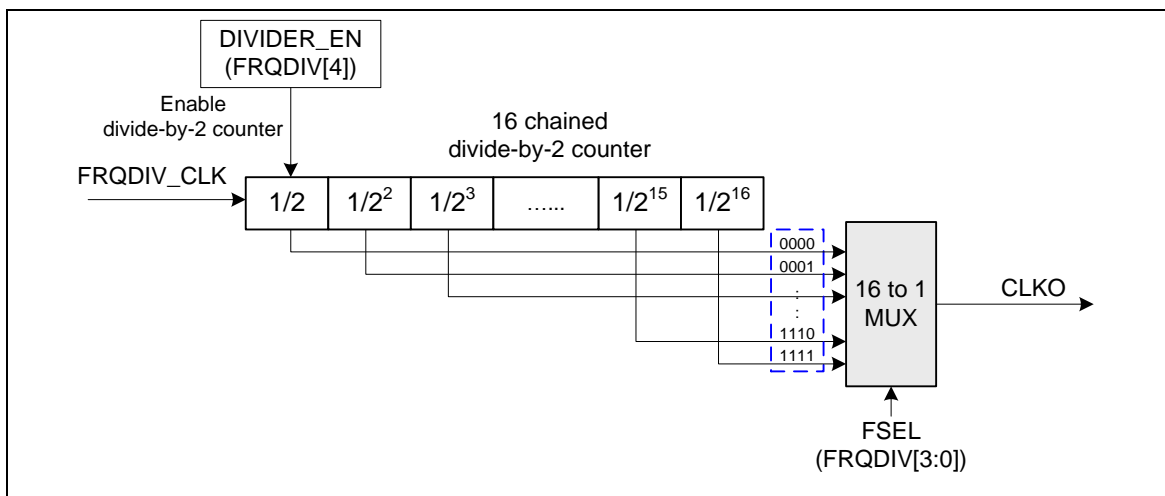 DIVIDER_EN
(FRQDIV[4])
Enable
divide-by-2 counter
16 chained
divide-by-2 counter
FRQDIV_CLK
1/2
1/2²
1/2³
…...
1/2¹⁵
1/2¹⁶
0000
0001
:
:
1110
1111
16 to 1
MUX
CLKO
FSEL
(FRQDIV[3:0])